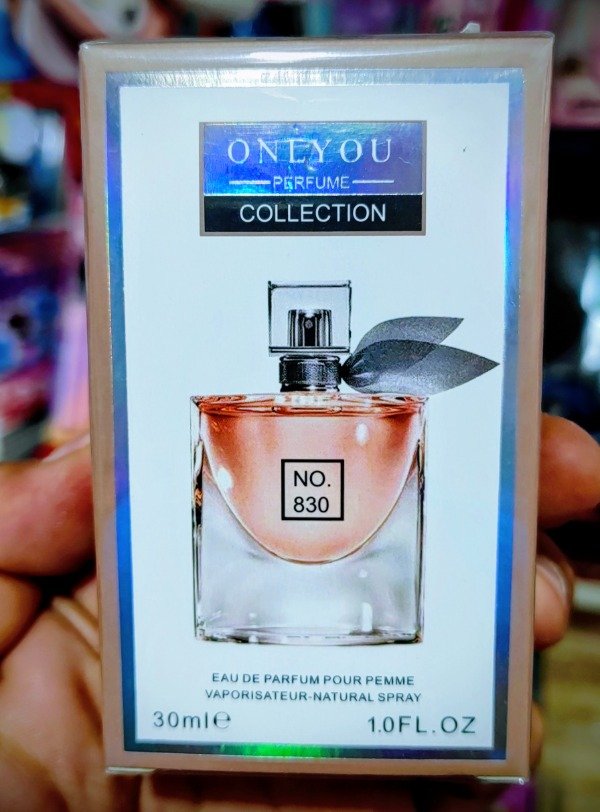 ONLYOU
PERFUME
COLLECTION
NO.
830
EAU DE PARFUM POUR PEMME
VAPORISATEUR-NATURAL SPRAY
30ml℮ 1.0FL.OZ